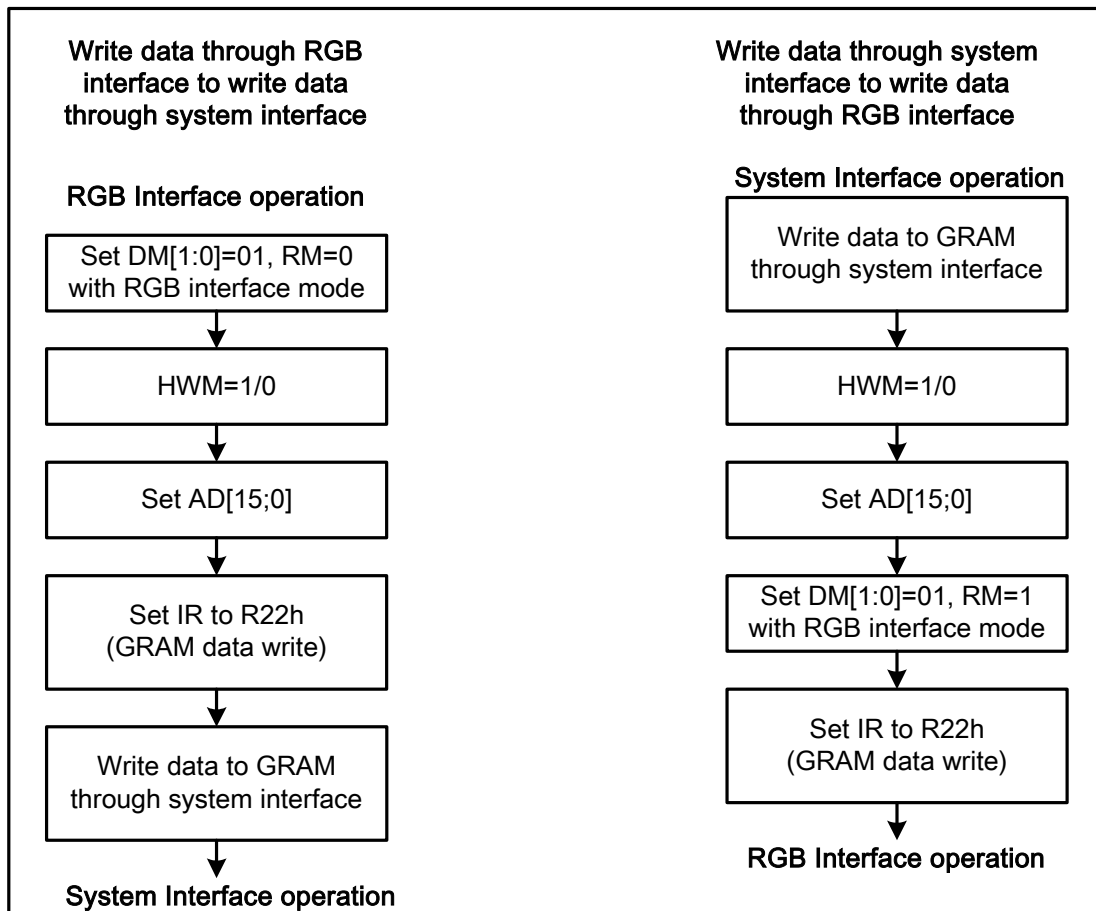 Write data through RGB
interface to write data
through system interface
RGB Interface operation
Set DM[1:0]=01, RM=0
with RGB interface mode
HWM=1/0
Set AD[15;0]
Set IR to R22h
(GRAM data write)
Write data to GRAM
through system interface
System Interface operation
Write data through system
interface to write data
through RGB interface
System Interface operation
Write data to GRAM
through system interface
HWM=1/0
Set AD[15;0]
Set DM[1:0]=01, RM=1
with RGB interface mode
Set IR to R22h
(GRAM data write)
RGB Interface operation